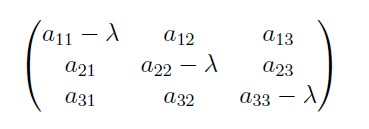 a₁₁ − λ a₁₂ a₁₃
a₂₁ a₂₂ − λ a₂₃
a₃₁ a₃₂ a₃₃ − λ